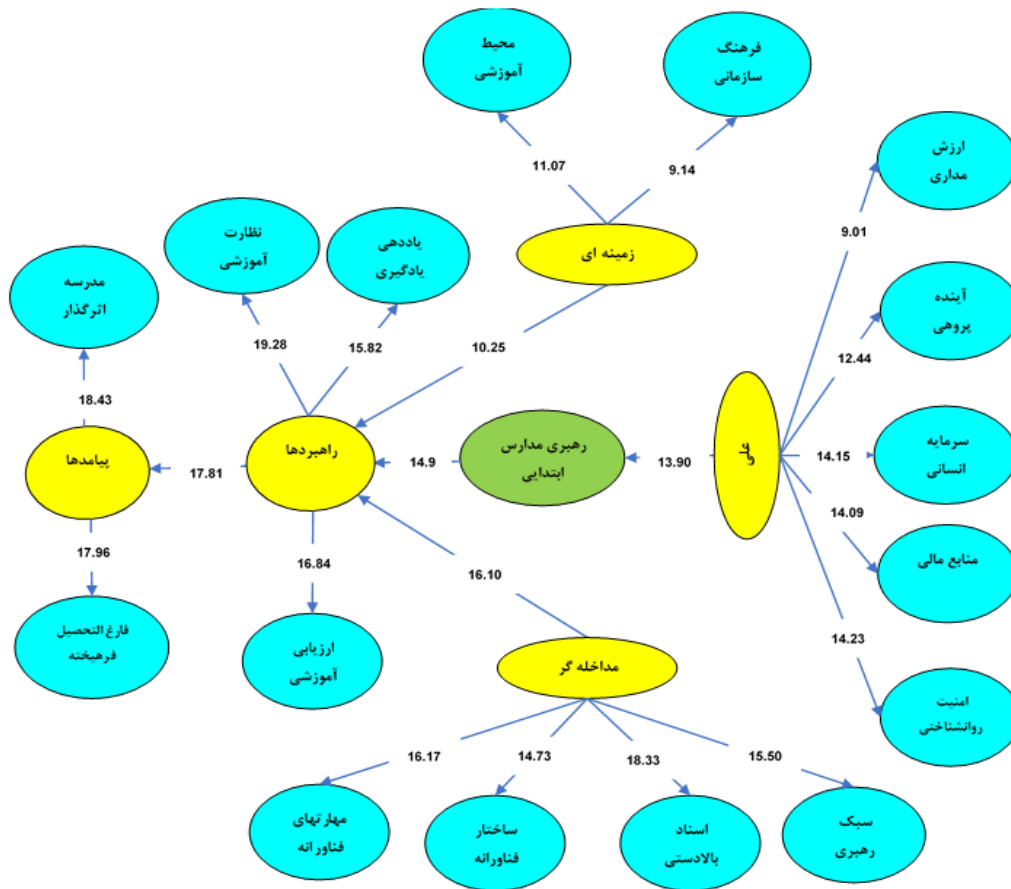 محیط
آموزشی
فرهنگ
سازمانی
ارزش
مداری
11.07
9.14
نظارت
آموزشی
یاددهی
یادگیری
زمینه ای
9.01
مدرسه
اثرگذار
آینده
پروهی
19.28
15.82
10.25
12.44
18.43
پیامدها
راهبردها
رهبری مدارس
ابتدایی
علی
سرمایه
انسانی
17.81
14.9
13.90
14.15
14.09
17.96
16.84
16.10
منابع مالی
فارغ التحصیل
فرهیخته
ارزیابی
آموزشی
مداخله گر
14.23
امنیت
روانشناختی
16.17
14.73
18.33
15.50
مهارتهای
فناورانه
ساختار
فناورانه
اسناد
بالادستی
سبک
رهبری